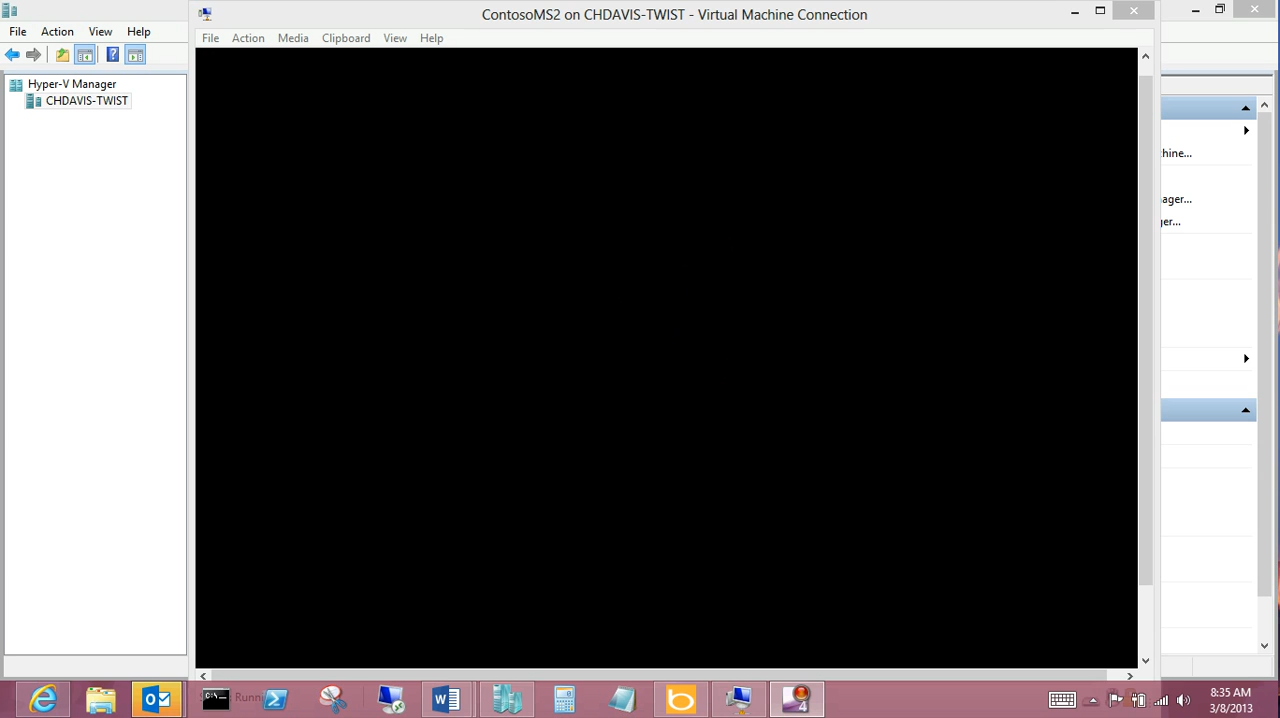 ContosoMS2 on CHDAVIS-TWIST - Virtual Machine Connection
File Action View Help
File Action Media Clipboard View Help
Hyper-V Manager
CHDAVIS-TWIST
hine...
ager...
ger...
Runni
8:35 AM
3/8/2013